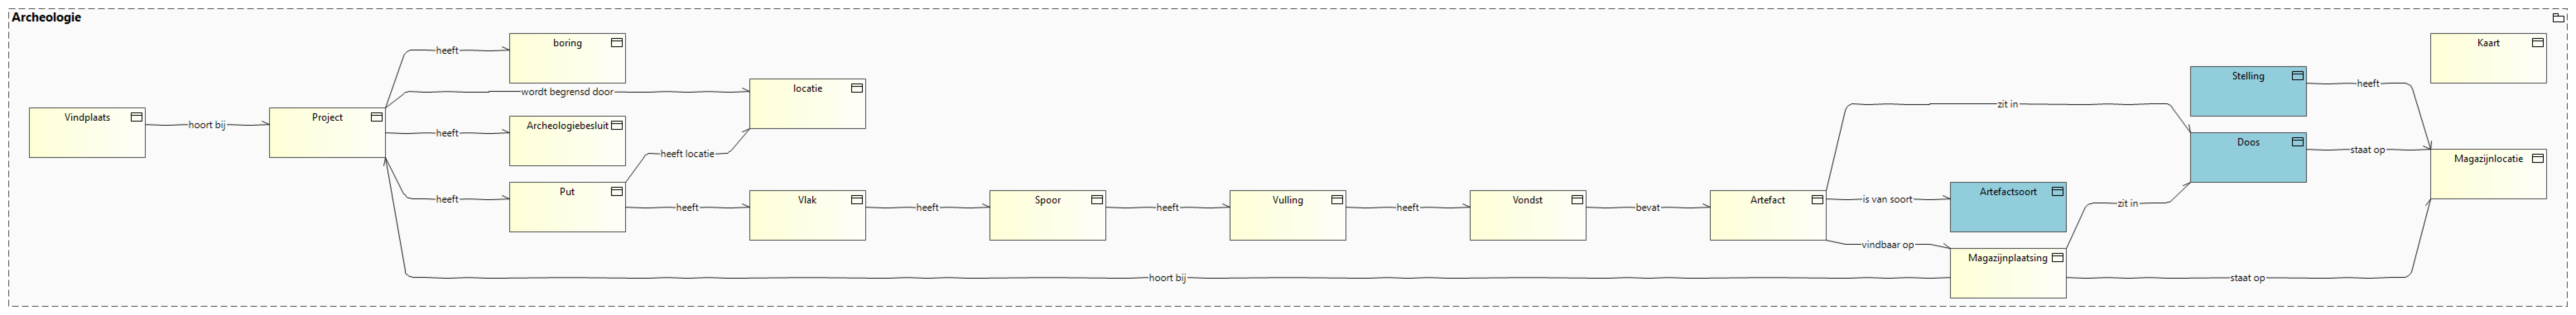 Archeologie
boring
Kaart
heeft
Stelling
heeft
locatie
wordt begrensd door
zit in
Vindplaats
hoort bij
Project
heeft
Archeologiebesluit
Doos
staat op
Magazijnlocatie
heeft locatie
heeft
Put
heeft
Vlak
heeft
Spoor
heeft
Vulling
heeft
Vondst
bevat
Artefact
is van soort
Artefactsoort
zit in
vindbaar op
Magazijnplaatsing
hoort bij
staat op